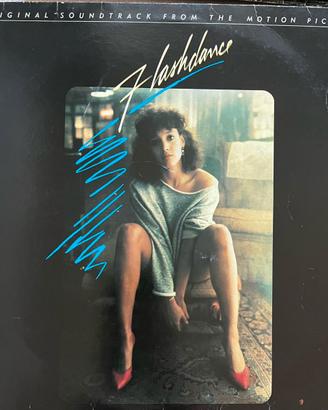 IGINAL SOUNDTRACK FROM THE MOTION PIC
Flashdance